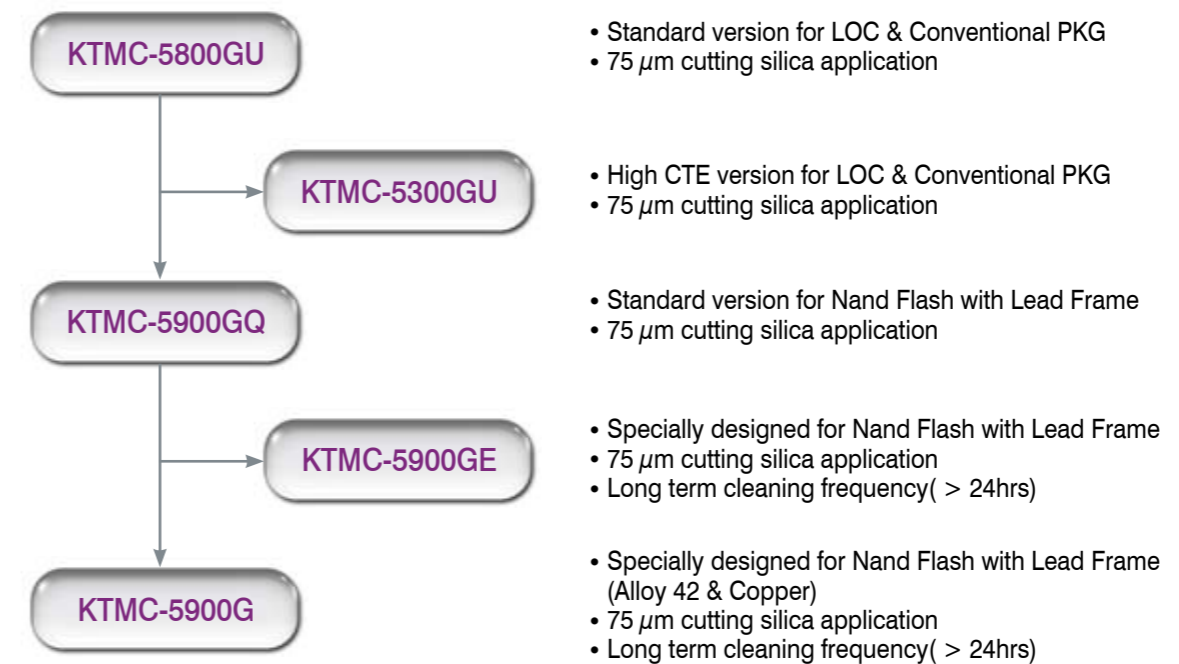 KTMC-5800GU
• Standard version for LOC & Conventional PKG
• 75 μm cutting silica application
KTMC-5300GU
• High CTE version for LOC & Conventional PKG
• 75 μm cutting silica application
KTMC-5900GQ
• Standard version for Nand Flash with Lead Frame
• 75 μm cutting silica application
KTMC-5900GE
• Specially designed for Nand Flash with Lead Frame
• 75 μm cutting silica application
• Long term cleaning frequency( > 24hrs)
KTMC-5900G
• Specially designed for Nand Flash with Lead Frame
(Alloy 42 & Copper)
• 75 μm cutting silica application
• Long term cleaning frequency( > 24hrs)